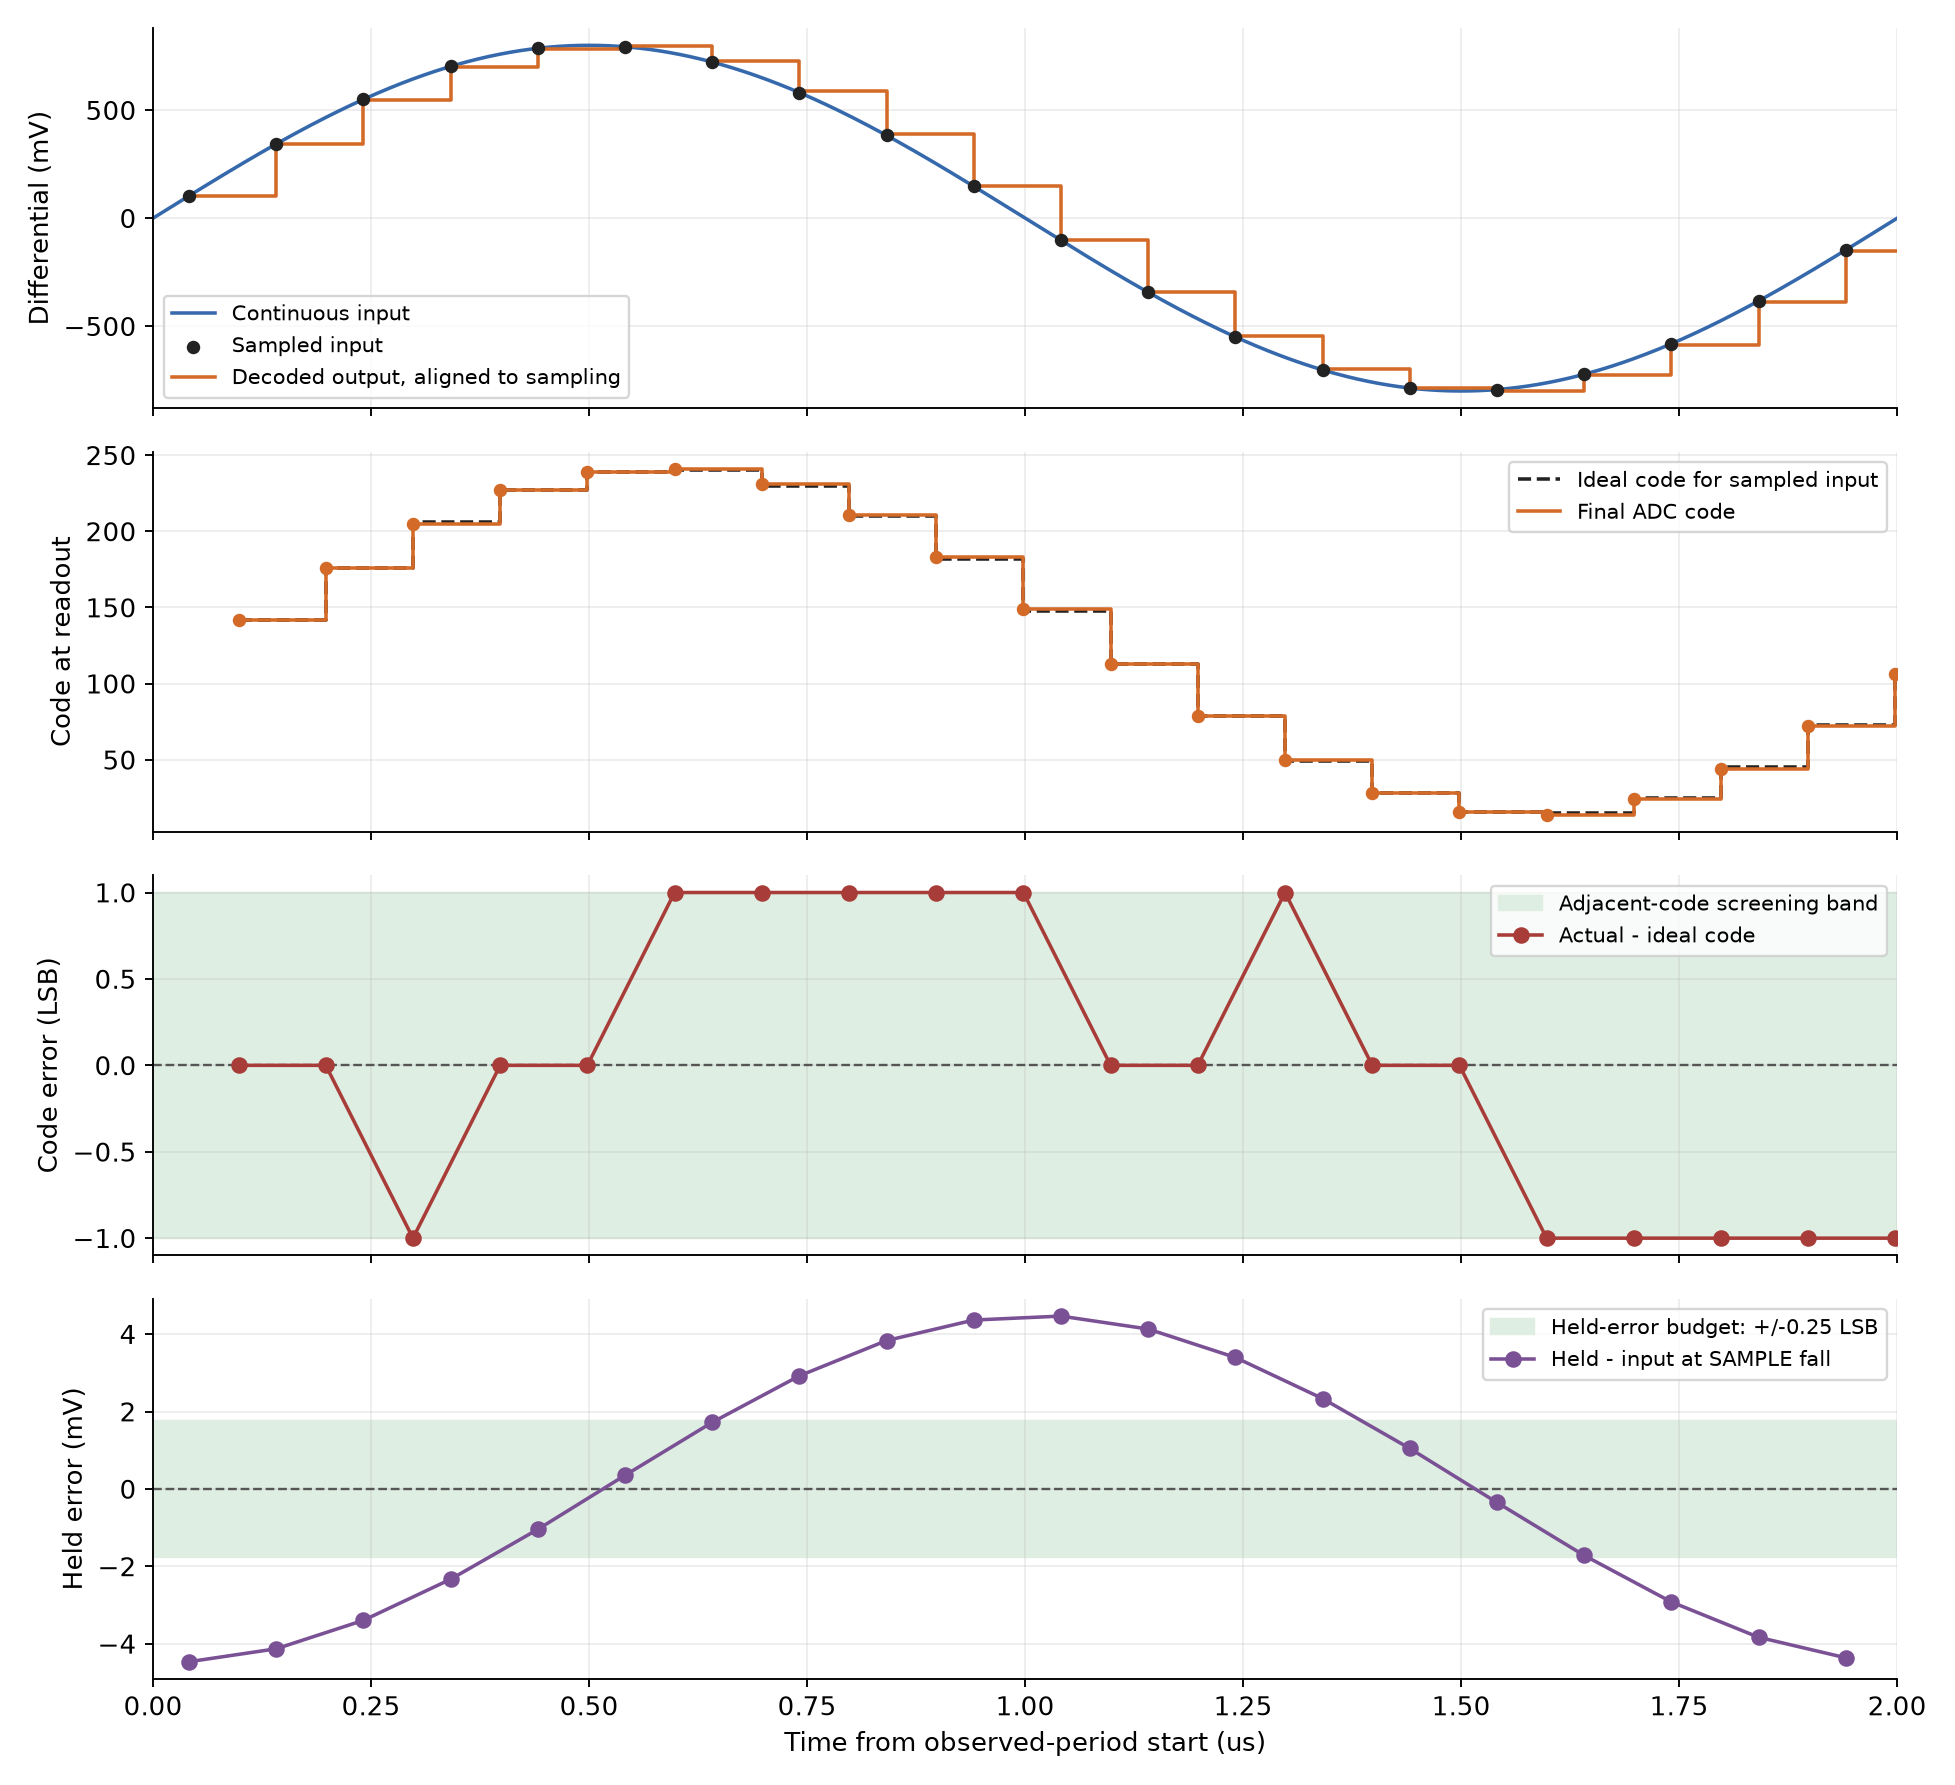 Differential (mV)
500
0
−500
Continuous input
Sampled input
Decoded output, aligned to sampling
Code at readout
250
200
150
100
50
Ideal code for sampled input
Final ADC code
Code error (LSB)
1.0
0.5
0.0
−0.5
−1.0
Adjacent-code screening band
Actual - ideal code
Held error (mV)
4
2
0
−2
−4
Held-error budget: +/-0.25 LSB
Held - input at SAMPLE fall
0.00 0.25 0.50 0.75 1.00 1.25 1.50 1.75 2.00
Time from observed-period start (us)